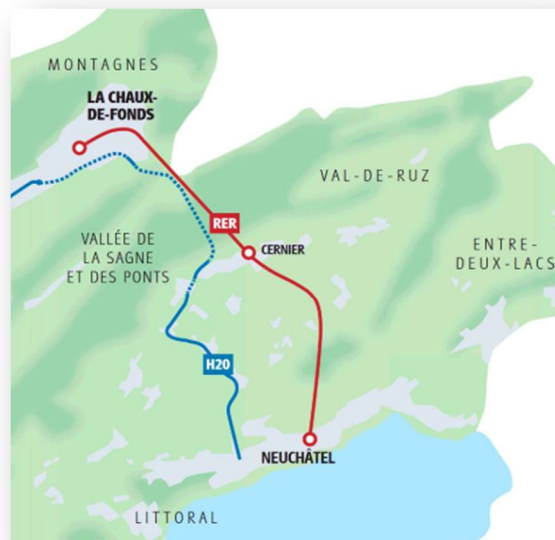 MONTAGNES
LA CHAUX-
DE-FONDS
VAL-DE-RUZ
RER
VALLÉE DE
LA SAGNE
ET DES PONTS
CERNIER
ENTRE-
DEUX-LACS
H20
NEUCHÂTEL
LITTORAL